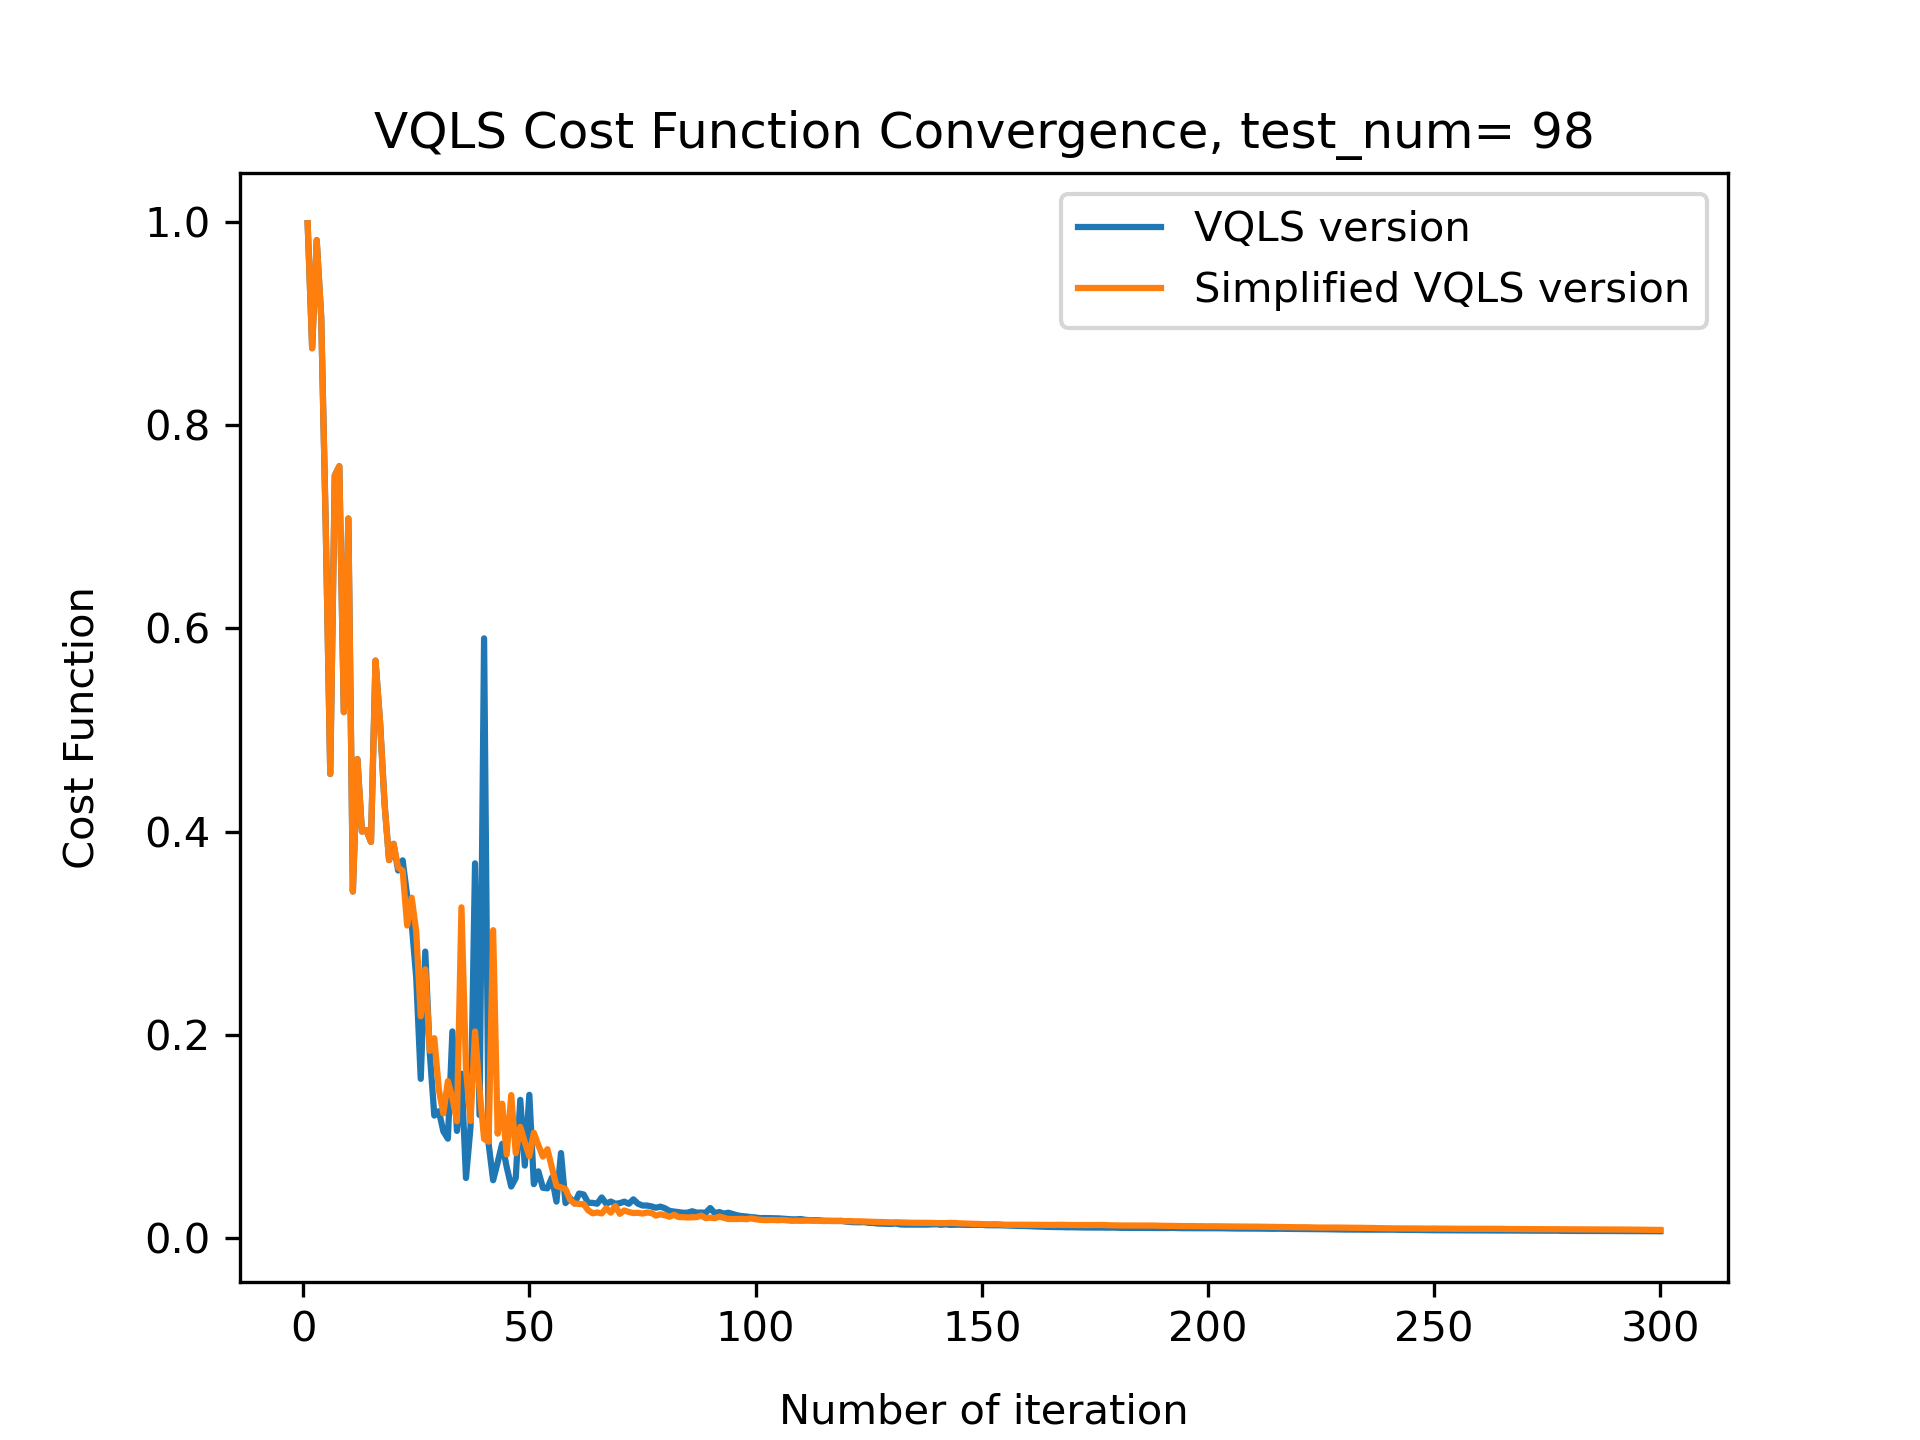 VQLS Cost Function Convergence, test_num= 98
VQLS version
Simplified VQLS version
1.0
0.8
0.6
0.4
0.2
0.0
Cost Function
0 50 100 150 200 250 300
Number of iteration